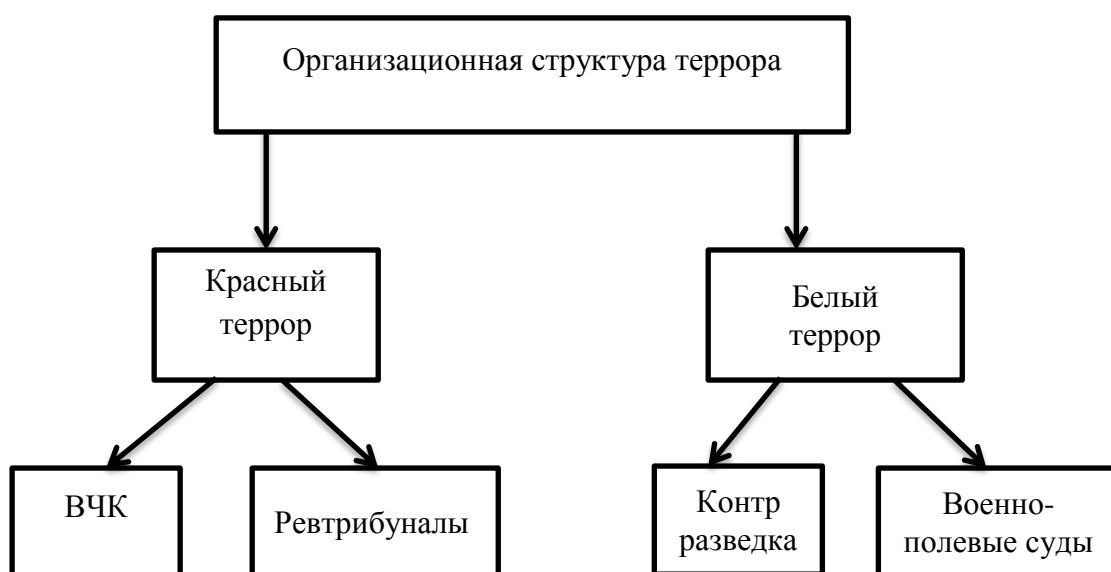 Организационная структура террора
Красный
террор
Белый
террор
ВЧК
Ревтрибуналы
Контр
разведка
Военно-
полевые суды